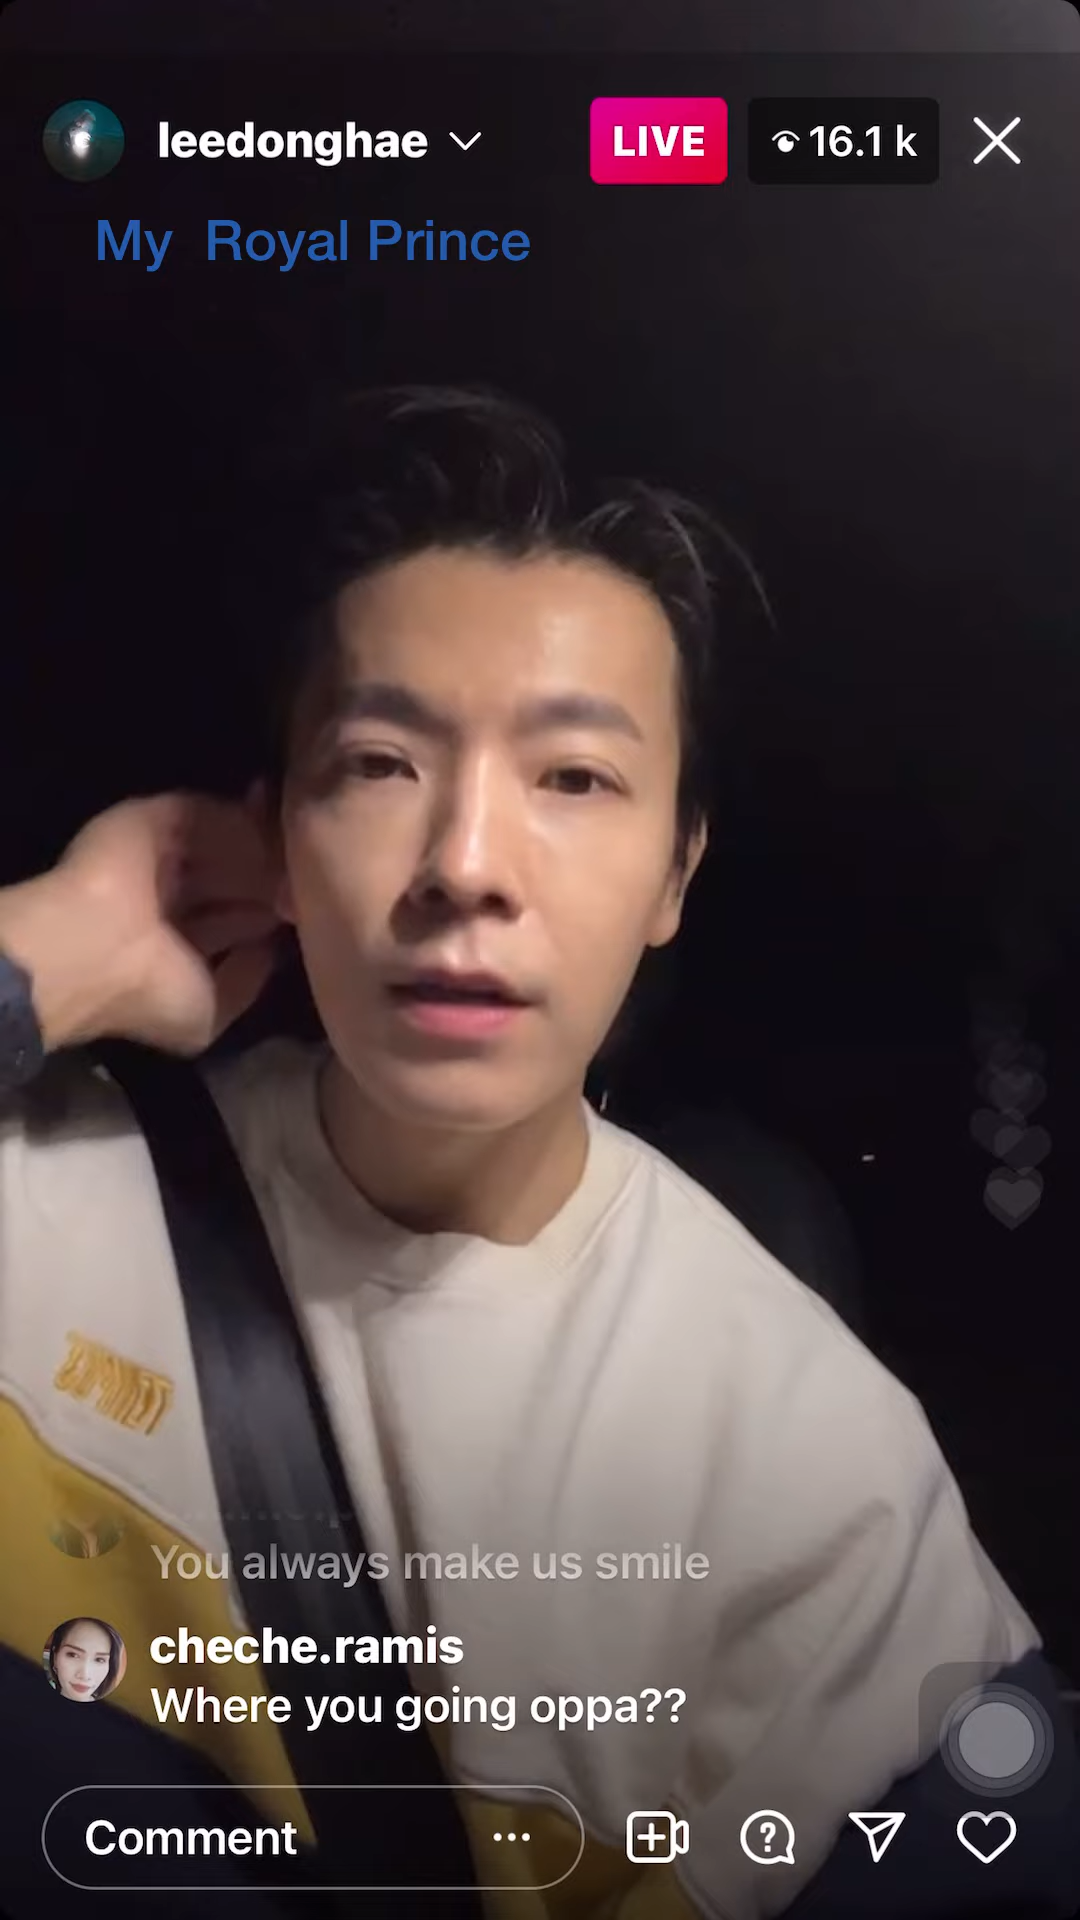 leedonghae
LIVE
16.1 k
My Royal Prince
You always make us smile
cheche.ramis
Where you going oppa??
Comment